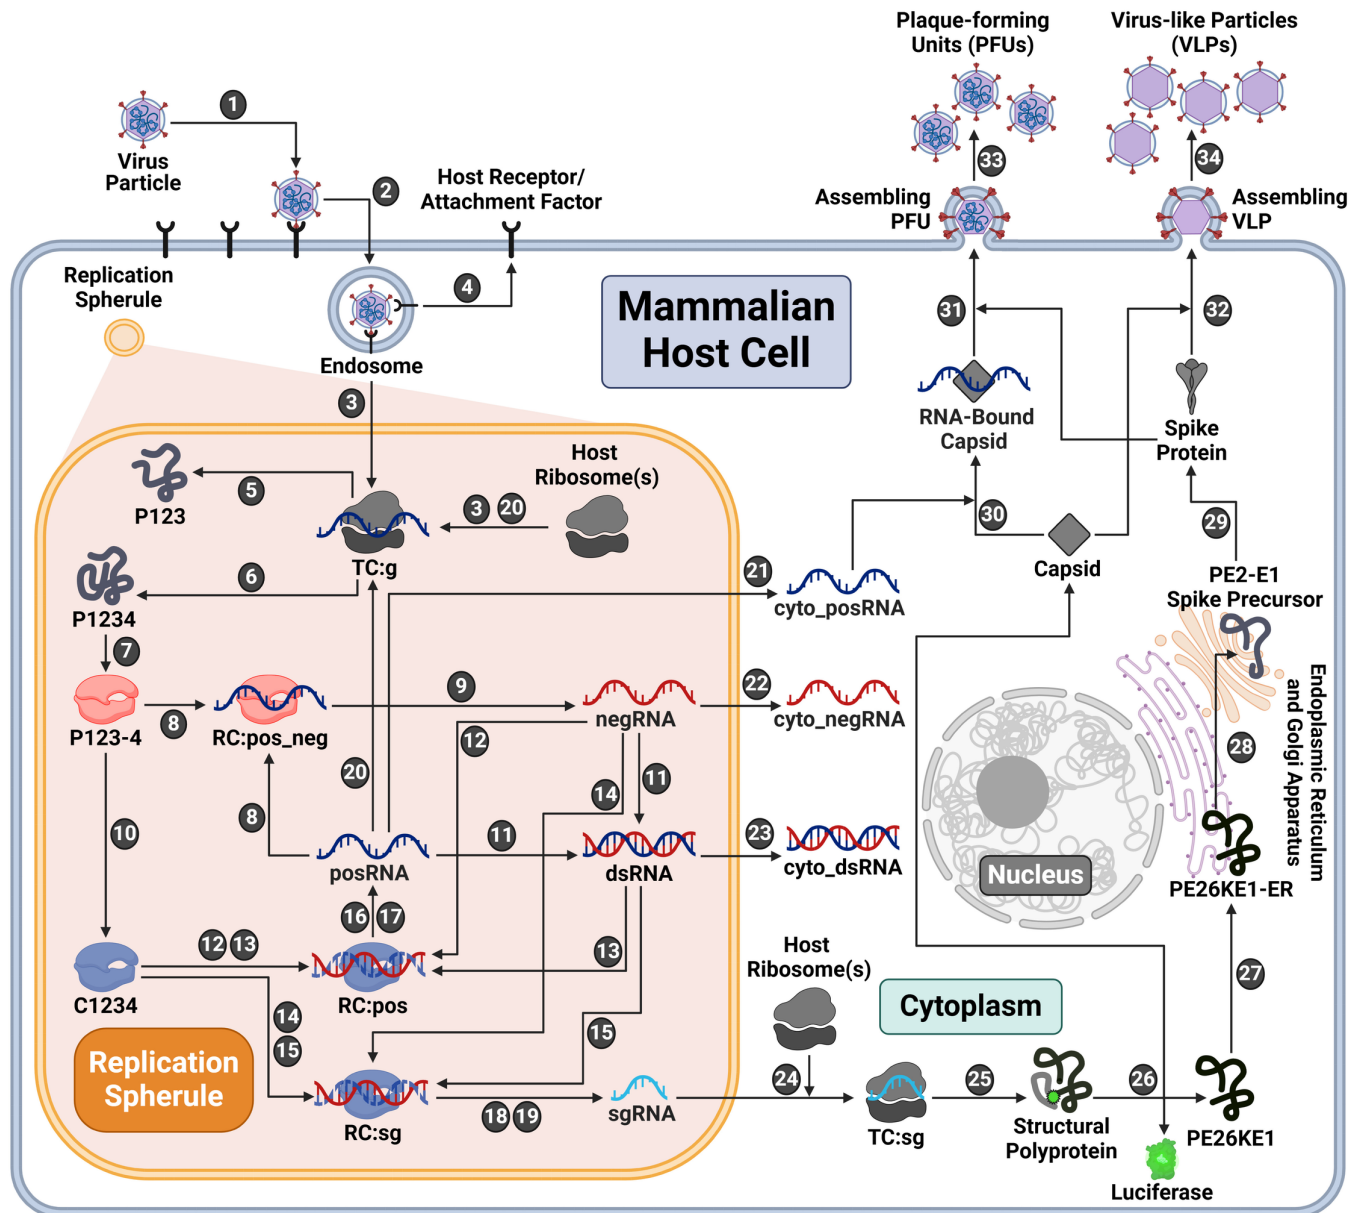 Plaque-forming
Units (PFUs)
Virus-like Particles
(VLPs)
1
Virus
Particle
2
Host Receptor/
Attachment Factor
33
34
Assembling
PFU
Assembling
VLP
Replication
Spherule
4
Mammalian
Host Cell
31
32
Endosome
3
RNA-Bound
Capsid
Spike
Protein
Host
Ribosome(s)
5
P123
3
20
30
29
TC:g
Capsid
6
21
PE2-E1
Spike Precursor
P1234
cyto_posRNA
7
9
22
8
P123-4
RC:pos_neg
negRNA
cyto_negRNA
12
Endoplasmic Reticulum
and Golgi Apparatus
28
20
14
11
10
8
11
23
posRNA
dsRNA
cyto_dsRNA
Nucleus
PE26KE1-ER
16
17
12
13
13
Host
Ribosome(s)
27
C1234
RC:pos
14
15
15
Cytoplasm
Replication
Spherule
24
25
26
RC:sg
18
19
sgRNA
TC:sg
Structural
Polyprotein
PE26KE1
Luciferase